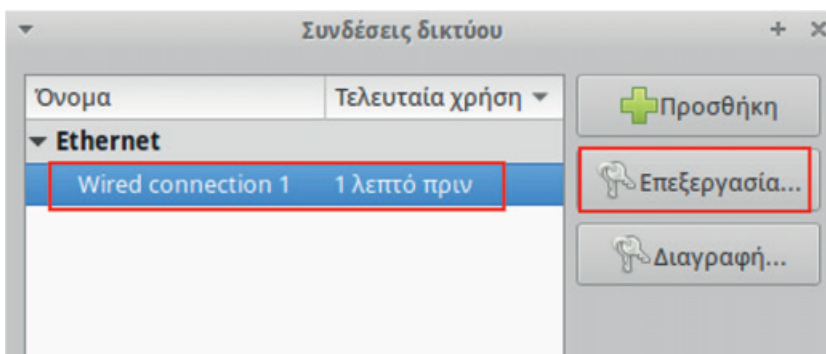 Συνδέσεις δικτύου
Όνομα Τελευταία χρήση
Ethernet
Wired connection 1 1 λεπτό πριν
Προσθήκη
Επεξεργασία...
Διαγραφή...